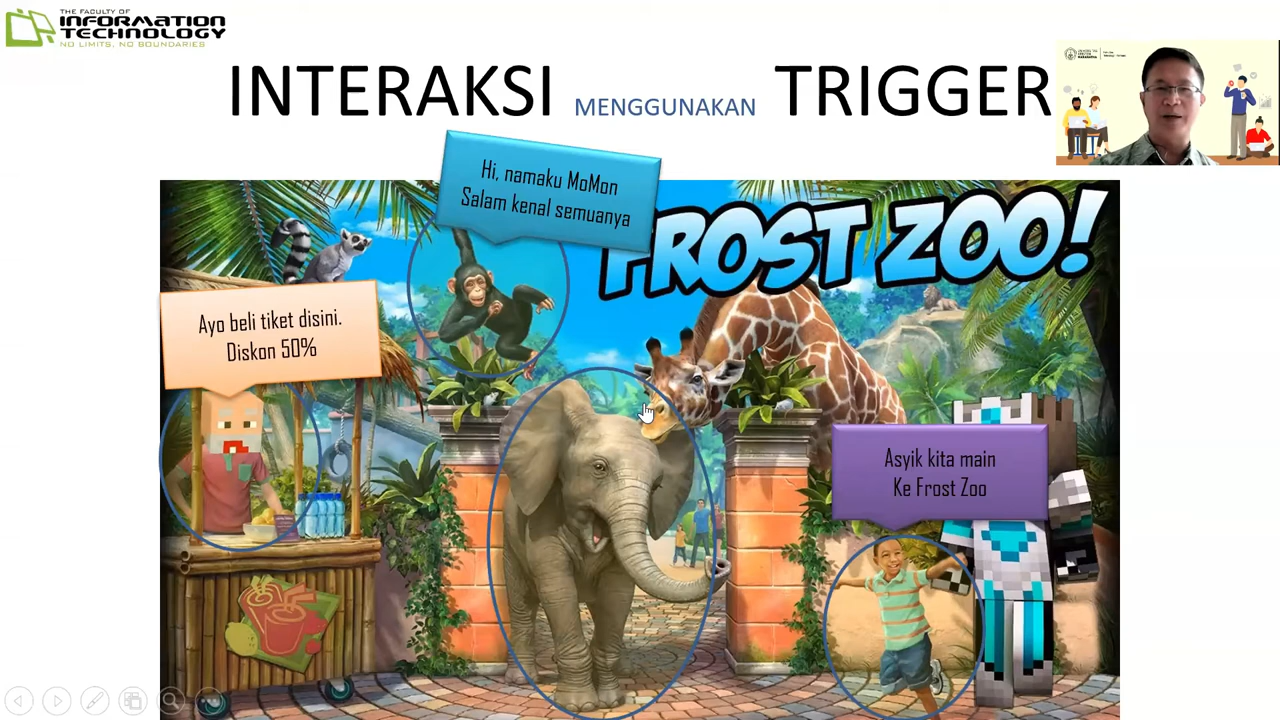 THE FACULTY OF
INFORMATION
TECHNOLOGY
NO LIMITS, NO BOUNDARIES
INTERAKSI MENGGUNAKAN TRIGGER
Hi, namaku MoMon
Salam kenal semuanya
FROST ZOO!
Ayo beli tiket disini.
Diskon 50%
Asyik kita main
Ke Frost Zoo